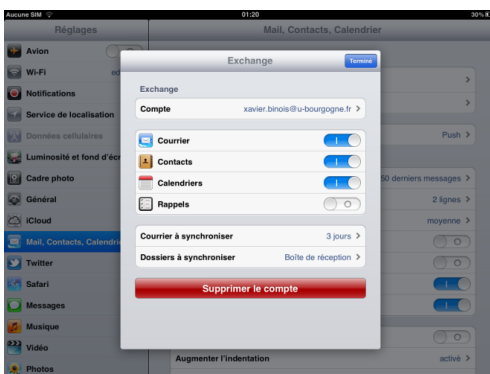 Aucune SIM 01:20 30%
Réglages
Mail, Contacts, Calendrier
Avion
Wi-Fi ed
Notifications
Service de localisation
Données cellulaires
Push
Luminosité et fond d'écr
Cadre photo
50 derniers messages
Général
2 lignes
iCloud
moyenne
Mail, Contacts, Calendri
Twitter
Safari
Messages
Musique
Vidéo
Photos
Augmenter l'indentation activé
Exchange
Terminé
Exchange
Compte xavier.binois@u-bourgogne.fr
Courrier
Contacts
Calendriers
Rappels
Courrier à synchroniser 3 jours
Dossiers à synchroniser Boîte de réception
Supprimer le compte